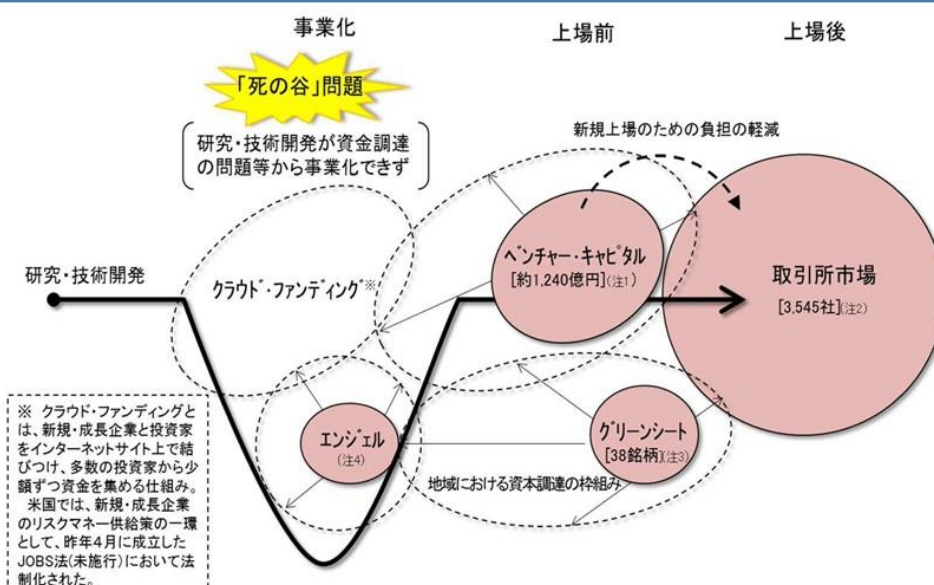 事業化
上場前
上場後
「死の谷」問題
研究・技術開発が資金調達
の問題等から事業化できず
新規上場のための負担の軽減
研究・技術開発
クラウド・ファンディング※
ベンチャー・キャピタル
[約1,240億円](注1)
取引所市場
[3,545社](注2)
エンジェル
(注4)
グリーンシート
[38銘柄](注3)
地域における資本調達の枠組み
※ クラウド・ファンディングと
は、新規・成長企業と投資家
をインターネットサイト上で結
びつけ、多数の投資家から少
額ずつ資金を集める仕組み。
米国では、新規・成長企業
のリスクマネー供給策の一環
として、昨年4月に成立した
JOBS法(未施行)において法
制化された。